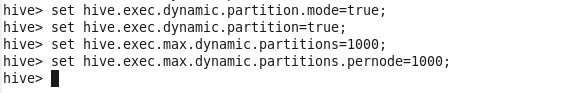 hive> set hive.exec.dynamic.partition.mode=true;
hive> set hive.exec.dynamic.partition=true;
hive> set hive.exec.max.dynamic.partitions=1000;
hive> set hive.exec.max.dynamic.partitions.pernode=1000;
hive>